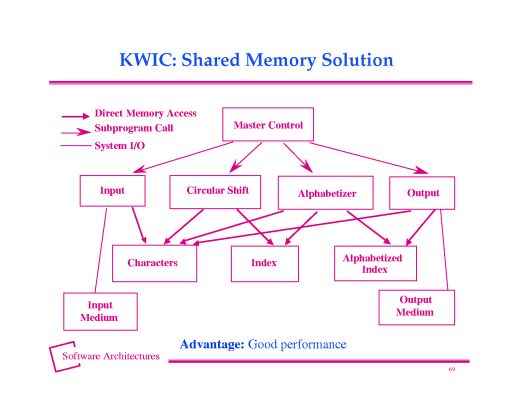 KWIC: Shared Memory Solution
Direct Memory Access
Subprogram Call
System I/O
Master Control
Input
Circular Shift
Alphabetizer
Output
Characters
Index
Alphabetized
Index
Input
Medium
Output
Medium
Advantage: Good performance
Software Architectures
69